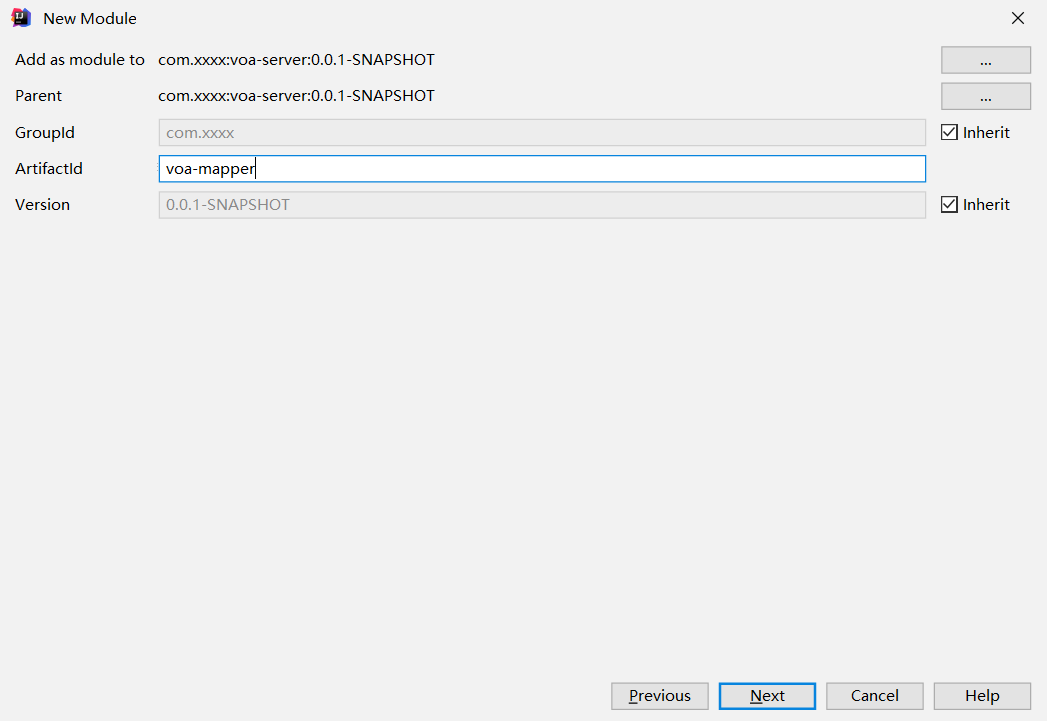 New Module
Add as module to com.xxxx:voa-server:0.0.1-SNAPSHOT ...
Parent com.xxxx:voa-server:0.0.1-SNAPSHOT ...
GroupId com.xxxx Inherit
ArtifactId voa-mapper
Version 0.0.1-SNAPSHOT Inherit
Previous Next Cancel Help